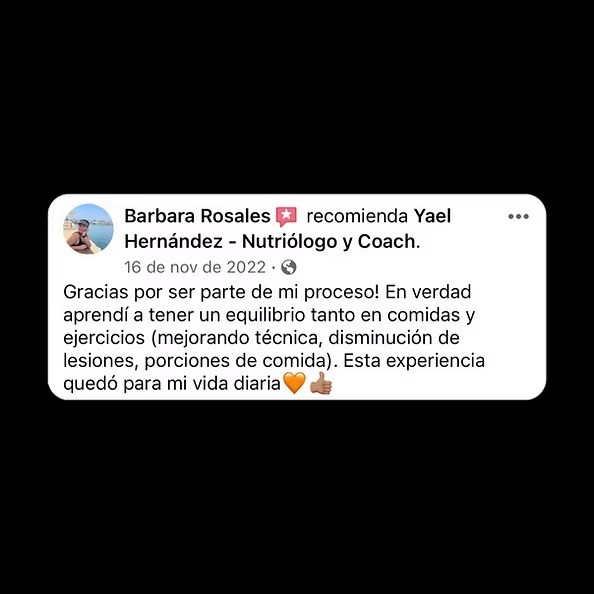 Barbara Rosales recomienda Yael
Hernández - Nutriólogo y Coach.
16 de nov de 2022 ·
Gracias por ser parte de mi proceso! En verdad
aprendí a tener un equilibrio tanto en comidas y
ejercicios (mejorando técnica, disminución de
lesiones, porciones de comida). Esta experiencia
quedó para mi vida diaria🧡👍🏽